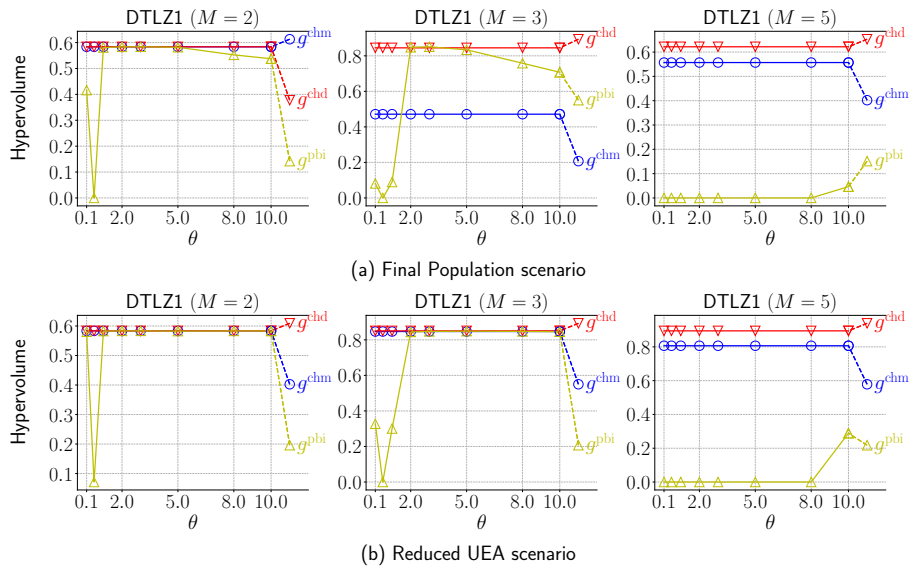 DTLZ1 (M = 2)
DTLZ1 (M = 3)
DTLZ1 (M = 5)
Hypervolume
0.6
0.5
0.4
0.3
0.2
0.1
0.0
0.1 2.0 5.0 8.0 10.0
θ
g^chm
g^chd
g^pbi
0.8
0.6
0.4
0.2
0.0
0.1 2.0 5.0 8.0 10.0
θ
g^chd
g^pbi
g^chm
0.6
0.5
0.4
0.3
0.2
0.1
0.0
0.1 2.0 5.0 8.0 10.0
θ
g^chd
g^chm
g^pbi
(a) Final Population scenario
DTLZ1 (M = 2)
DTLZ1 (M = 3)
DTLZ1 (M = 5)
Hypervolume
0.6
0.5
0.4
0.3
0.2
0.1
0.1 2.0 5.0 8.0 10.0
θ
g^chd
g^chm
g^pbi
0.8
0.6
0.4
0.2
0.0
0.1 2.0 5.0 8.0 10.0
θ
g^chd
g^chm
g^pbi
0.8
0.6
0.4
0.2
0.0
0.1 2.0 5.0 8.0 10.0
θ
g^chd
g^chm
g^pbi
(b) Reduced UEA scenario